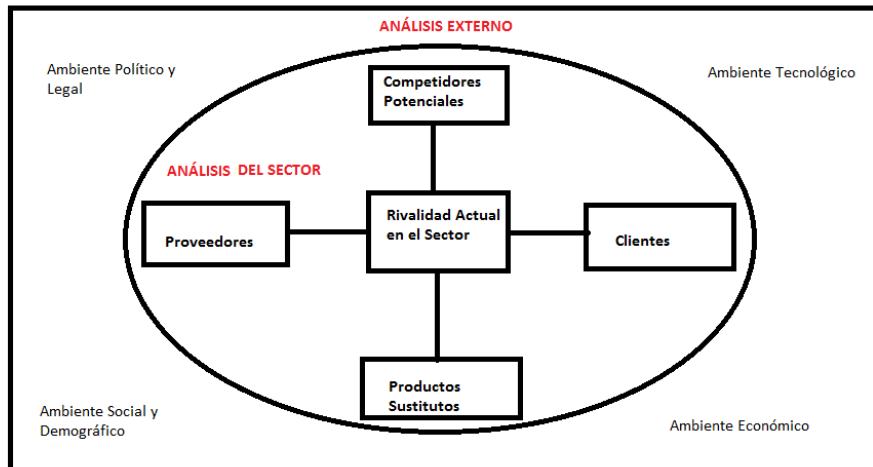 ANÁLISIS EXTERNO
Ambiente Político y
Legal
Ambiente Tecnológico
Competidores
Potenciales
ANÁLISIS DEL SECTOR
Proveedores
Rivalidad Actual
en el Sector
Clientes
Productos
Sustitutos
Ambiente Social y
Demográfico
Ambiente Económico